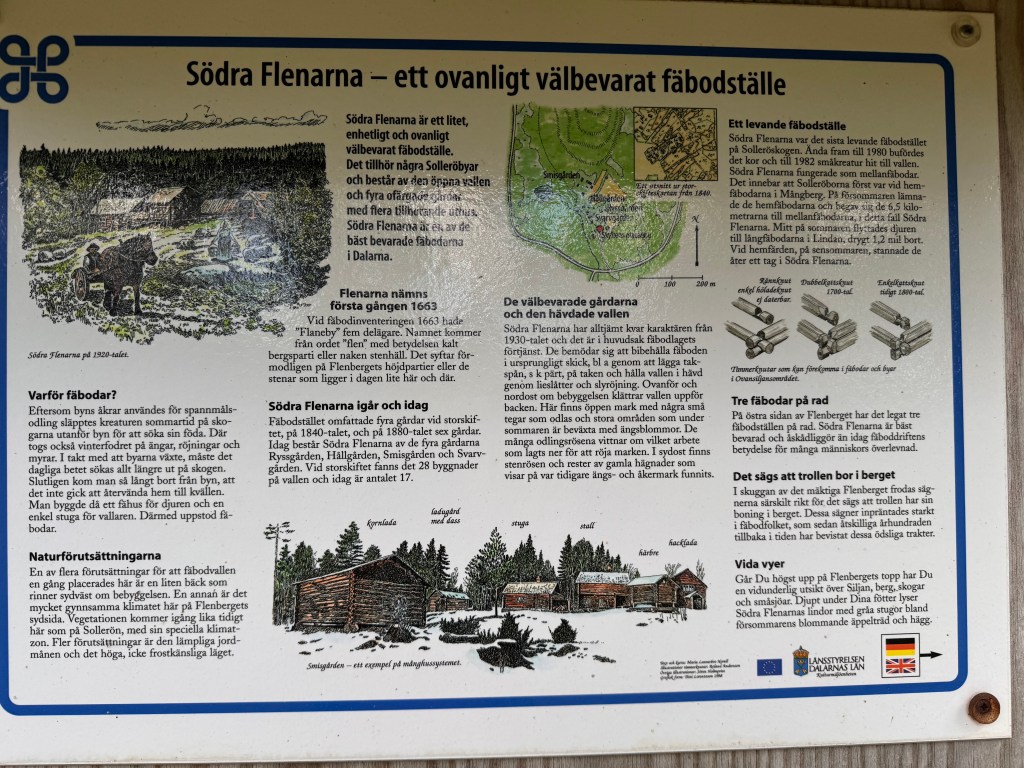 Södra Flenarna – ett ovanligt välbevarat fäbodställe
Södra Flenarna är ett litet,
enhetligt och ovanligt
välbevarat fäbodställe.
Det tillhör några Solleröbyar
och består av den öppna vallen
och fyra ofärgade gårdar
med flera tillhörande uthus.
Södra Flenarna är en av de
bäst bevarade fäbodarna
i Dalarna.
Södra Flenarna på 1920-talet.
Varför fäbodar?
Eftersom byns åkrar användes för spannmåls-
odling släpptes kreaturen sommartid på sko-
garna utanför byn för att söka sin föda. Där
togs också vinterfodret på ängar, röjningar och
myrar. I takt med att byarna växte, måste det
dagliga betet sökas allt längre ut på skogen.
Slutligen kom man så långt bort från byn, att
det inte gick att återvända hem till kvällen.
Man byggde då ett fähus för djuren och en
enkel stuga för vallaren. Därmed uppstod fä-
bodar.
Naturförutsättningarna
En av flera förutsättningar för att fäbodvallen
en gång placerades här är en liten bäck som
rinner sydväst om bebyggelsen. En annan är det
mycket gynnsamma klimatet här på Flenbergets
sydsida. Vegetationen kommer igång lika tidigt
här som på Sollerön, med sin speciella klimat-
zon. Fler förutsättningar är den lämpliga jord-
månen och det höga, icke frostkänsliga läget.
Flenarna nämns
första gången 1663
Vid fäbodinventeringen 1663 hade
"Flaneby" fem delägare. Namnet kommer
från ordet "flen" med betydelsen kalt
bergsparti eller naken stenhäll. Det syftar för-
modligen på Flenbergets höjdpartier eller de
stenar som ligger i dagen lite här och där.
Södra Flenarna igår och idag
Fäbodstället omfattade fyra gårdar vid storskif-
tet, på 1840-talet, och på 1880-talet sex gårdar.
Idag består Södra Flenarna av de fyra gårdarna
Ryssgården, Hållgården, Smisgården och Svarv-
gården. Vid storskiftet fanns det 28 byggnader
på vallen och idag är antalet 17.
Smisgården
Hållgården
Ryssgården
Svarvgården
Ett utsnitt ur stor-
skifteskartan från 1840.
N
0 100 200 m
De välbevarade gårdarna
och den hävdade vallen
Södra Flenarna har alltjämt kvar karaktären från
1930-talet och det är i huvudsak fäbodlagets
förtjänst. De bemödar sig att bibehålla fäboden
i ursprungligt skick, bl a genom att lägga tak-
spån, s k pärt, på taken och hålla vallen i hävd
genom lieslåtter och slyröjning. Ovanför och
nordost om bebyggelsen klättrar vallen uppför
backen. Här finns öppen mark med några små
tegar som odlas och stora områden som under
sommaren är beväxta med ängsblommor. De
många odlingsrösena vittnar om vilket arbete
som lagts ner för att röja marken. I sydost finns
stenrösen och rester av gamla hägnader som
visar på var tidigare ängs- och åkermark funnits.
Ett levande fäbodställe
Södra Flenarna var det sista levande fäbodstället
på Solleröskogen. Ända fram till 1980 bufördes
det kor och till 1982 småkreatur hit till vallen.
Södra Flenarna fungerade som mellanfäbodar.
Det innebar att Solleröborna först var vid hem-
fäbodarna i Mångberg. På försommaren lämna-
de de hemfäbodarna och begav sig de 6,5 kilo-
metrarna till mellanfäbodarna, i detta fall Södra
Flenarna. Mitt på sommaren flyttades djuren
till långfäbodarna i Lindan, drygt 1,2 mil bort.
Vid hemfärden, på sensommaren, stannade de
åter ett tag i Södra Flenarna.
Rännknut
enkel höladeknut
ej daterbar.
Dubbelkattsknut
1700-tal.
Enkelkattsknut
tidigt 1800-tal.
Timmerknutar som kan förekomma i fäbodar och byar
i Ovansiljansområdet.
Tre fäbodar på rad
På östra sidan av Flenberget har det legat tre
fäbodställen på rad. Södra Flenarna är bäst
bevarad och åskådliggör än idag fäboddriftens
betydelse för många människors överlevnad.
Det sägs att trollen bor i berget
I skuggan av det mäktiga Flenberget frodas säg-
nerna särskilt rikt för det sägs att trollen har sin
boning i berget. Dessa sägner inpräntades starkt
i fäbodfolket, som sedan åtskilliga århundraden
tillbaka i tiden har bevistat dessa ödsliga trakter.
Vida vyer
Går Du högst upp på Flenbergets topp har Du
en vidunderlig utsikt över Siljan, berg, skogar
och småsjöar. Djupt under Dina fötter lyser
Södra Flenarnas lindor med gråa stugor bland
försommarens blommande äppelträd och hägg.
kornlada
ladugård
med dass
stuga
stall
härbre
hacklada
Smisgården – ett exempel på månghussystemet.
LÄNSSTYRELSEN
DALARNAS LÄN
Kulturmiljöenheten